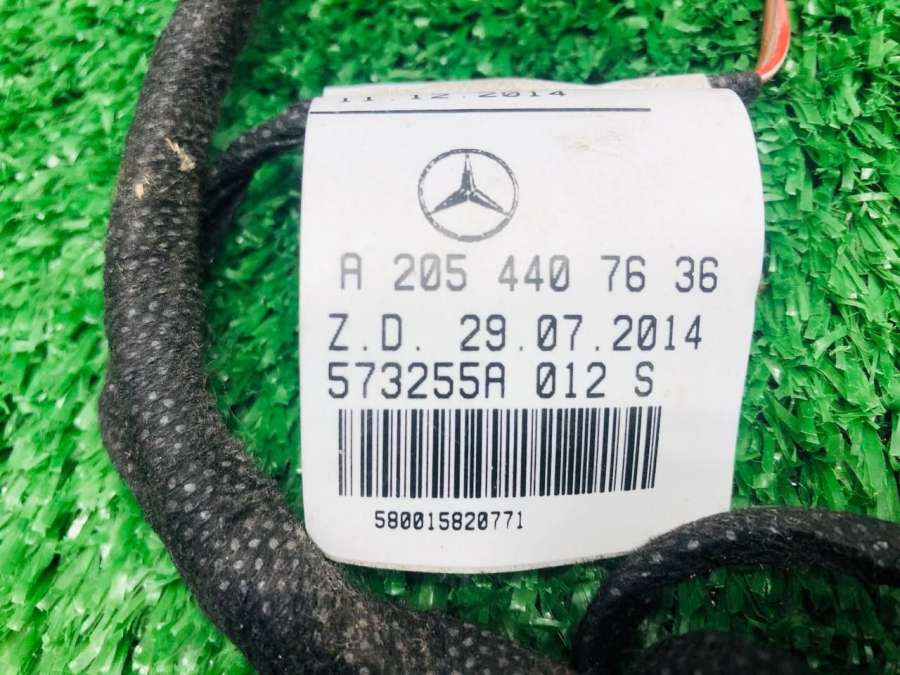 11.12.2014
A 205 440 76 36
Z.D. 29.07.2014
573255A 012 S
580015820771